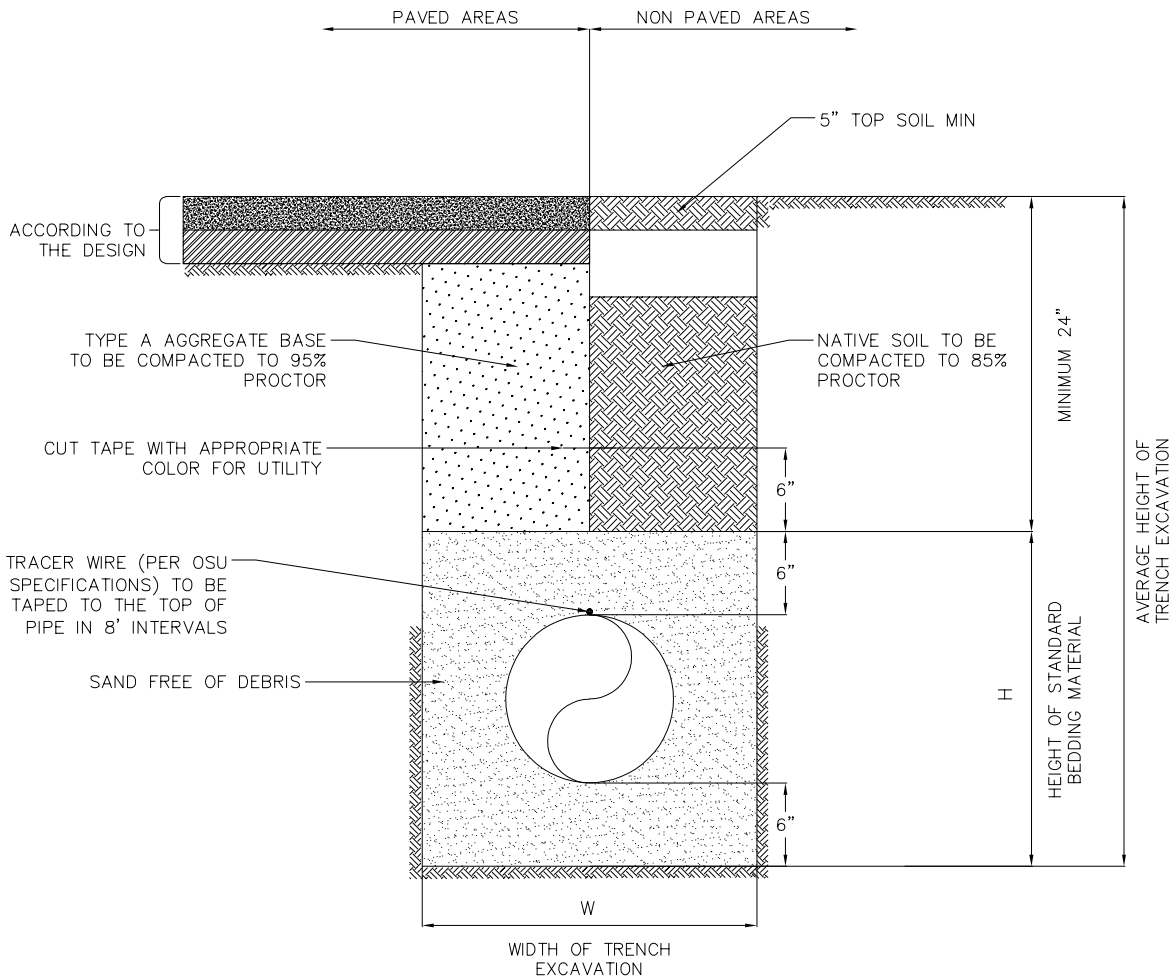 PAVED AREAS
NON PAVED AREAS
5” TOP SOIL MIN
ACCORDING TO
THE DESIGN
TYPE A AGGREGATE BASE
TO BE COMPACTED TO 95%
PROCTOR
NATIVE SOIL TO BE
COMPACTED TO 85%
PROCTOR
MINIMUM 24”
CUT TAPE WITH APPROPRIATE
COLOR FOR UTILITY
6”
AVERAGE HEIGHT OF
TRENCH EXCAVATION
TRACER WIRE (PER OSU
SPECIFICATIONS) TO BE
TAPED TO THE TOP OF
PIPE IN 8’ INTERVALS
6”
SAND FREE OF DEBRIS
H
HEIGHT OF STANDARD
BEDDING MATERIAL
6”
W
WIDTH OF TRENCH
EXCAVATION